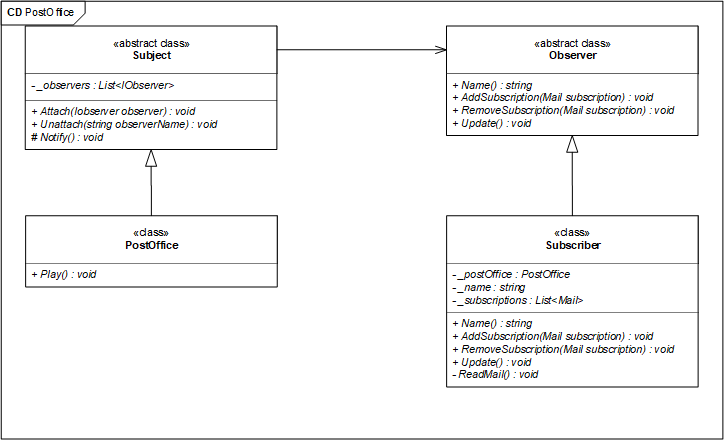 CD PostOffice
«abstract class»
Subject
- _observers : List<IObserver>
+ Attach(Iobserver observer) : void
+ Unattach(string observerName) : void
# Notify() : void
«abstract class»
Observer
+ Name() : string
+ AddSubscription(Mail subscription) : void
+ RemoveSubscription(Mail subscription) : void
+ Update() : void
«class»
PostOffice
+ Play() : void
«class»
Subscriber
- _postOffice : PostOffice
- _name : string
- _subscriptions : List<Mail>
+ Name() : string
+ AddSubscription(Mail subscription) : void
+ RemoveSubscription(Mail subscription) : void
+ Update() : void
- ReadMail() : void